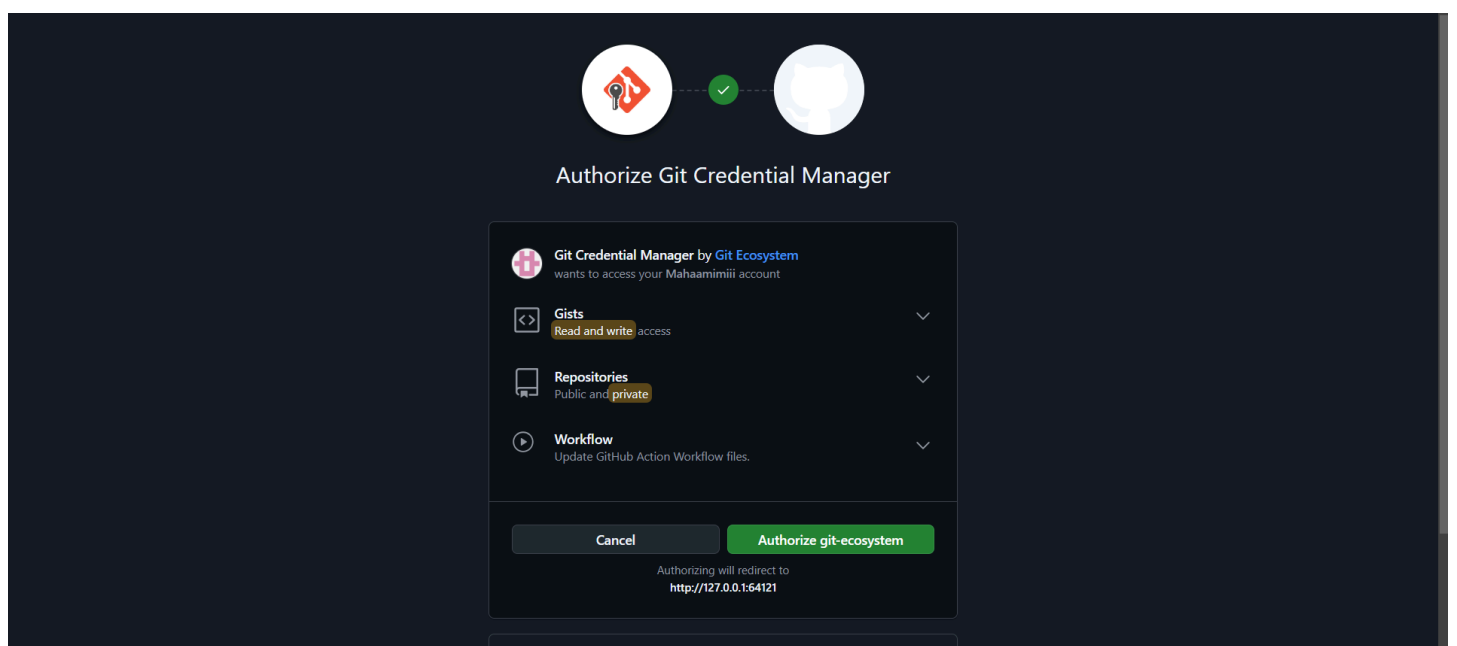 Authorize Git Credential Manager
Git Credential Manager by Git Ecosystem
wants to access your Mahaamimiii account
Gists
Read and write access
Repositories
Public and private
Workflow
Update GitHub Action Workflow files.
Cancel
Authorize git-ecosystem
Authorizing will redirect to
http://127.0.0.1:64121